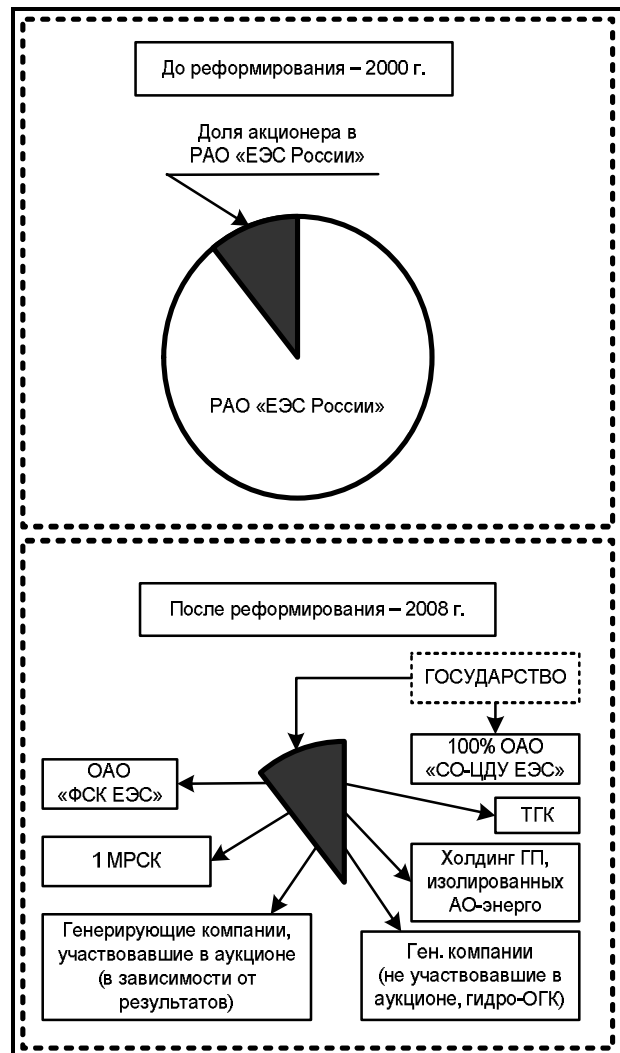 До реформирования – 2000 г.
Доля акционера в
РАО «ЕЭС России»
РАО «ЕЭС России»
После реформирования – 2008 г.
ГОСУДАРСТВО
100% ОАО
«СО-ЦДУ ЕЭС»
ОАО
«ФСК ЕЭС»
ТГК
1 МРСК
Холдинг ГП,
изолированных
АО-энерго
Генерирующие компании,
участвовавшие в аукционе
(в зависимости от
результатов)
Ген. компании
(не участвовавшие в
аукционе, гидро-ОГК)